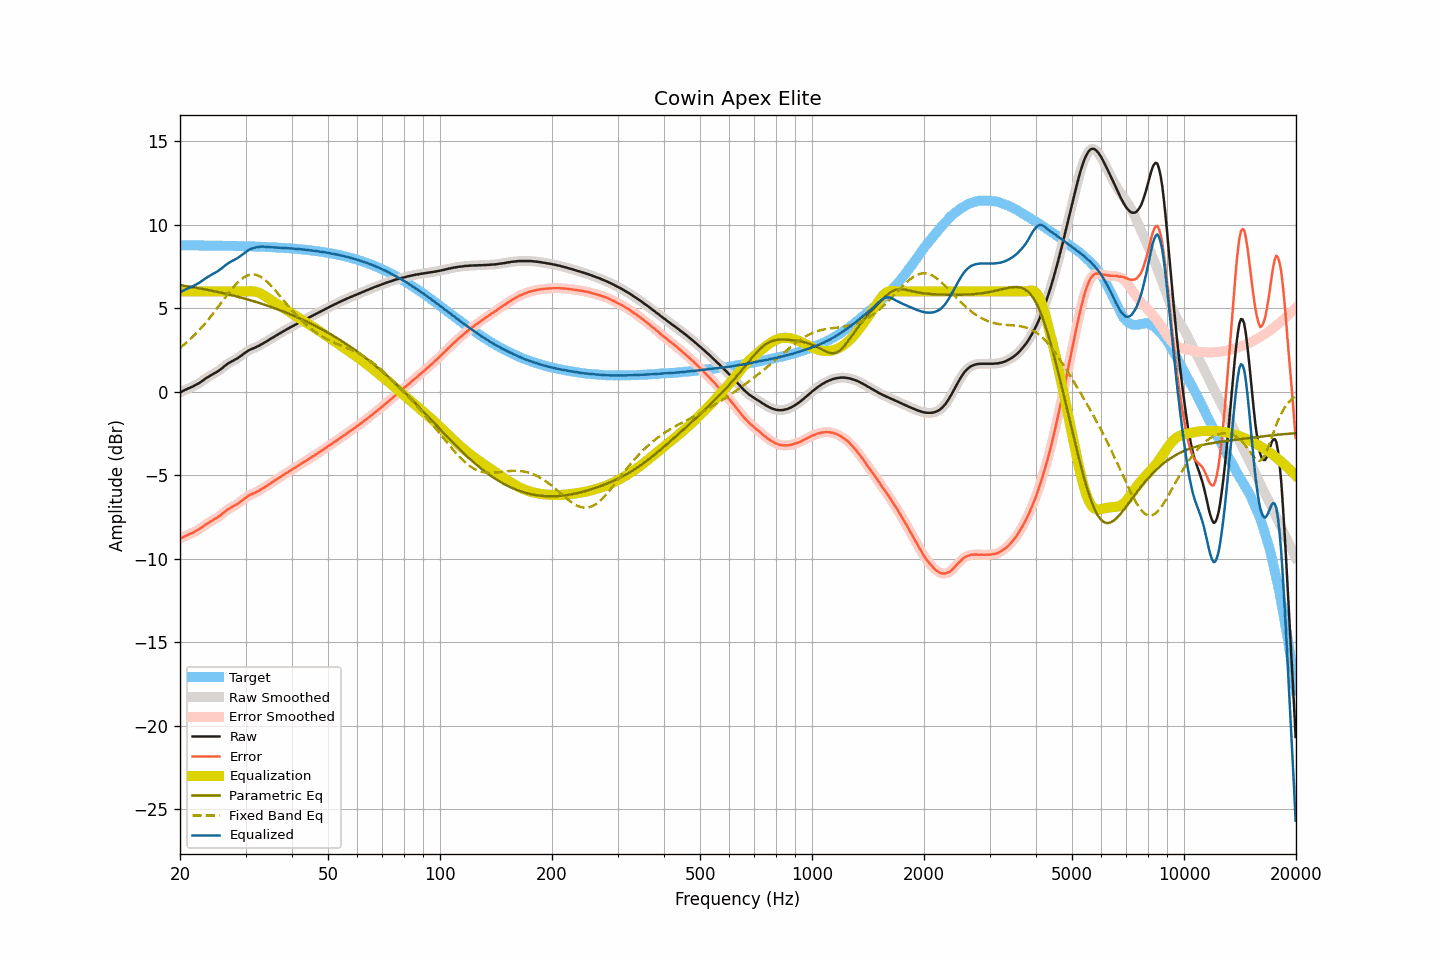 Cowin Apex Elite
Amplitude (dBr)
15
10
5
0
−5
−10
−15
−20
−25
Target
Raw Smoothed
Error Smoothed
Raw
Error
Equalization
Parametric Eq
Fixed Band Eq
Equalized
20 50 100 200 500 1000 2000 5000 10000 20000
Frequency (Hz)